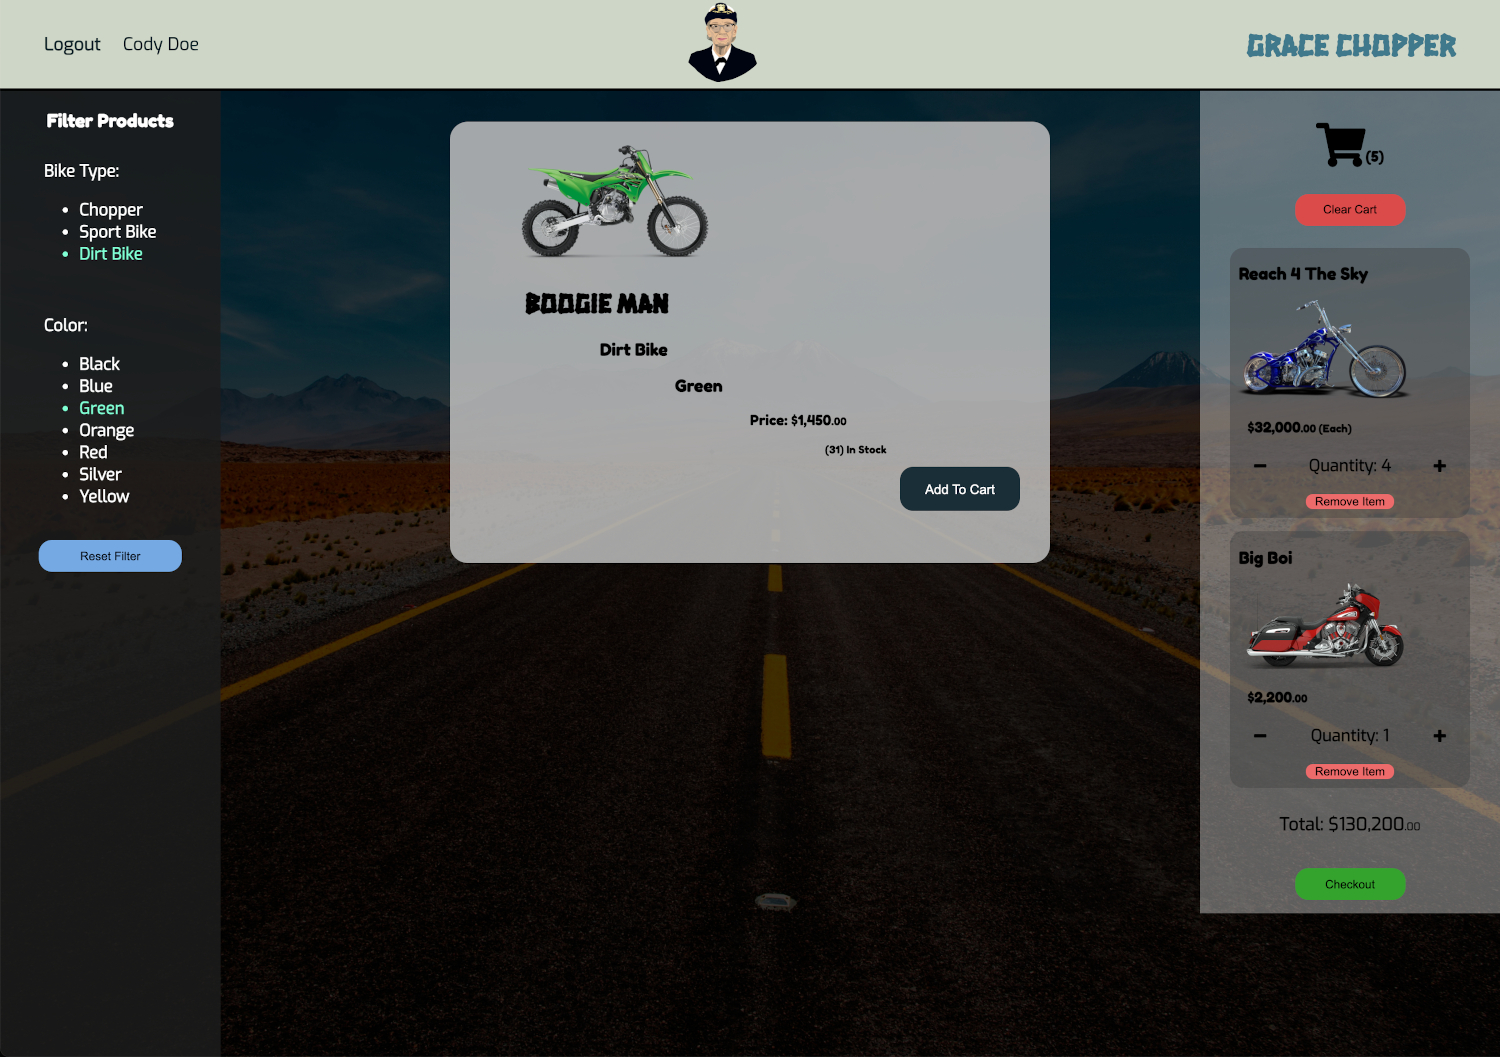 Logout Cody Doe
GRACE CHOPPER
Filter Products
Bike Type:
Chopper
Sport Bike
Dirt Bike
Color:
Black
Blue
Green
Orange
Red
Silver
Yellow
Reset Filter
BOOGIE MAN
Dirt Bike
Green
Price: $1,450.00
(31) In Stock
Add To Cart
(5)
Clear Cart
Reach 4 The Sky
$32,000.00 (Each)
Quantity: 4
Remove Item
Big Boi
$2,200.00
Quantity: 1
Remove Item
Total: $130,200.00
Checkout